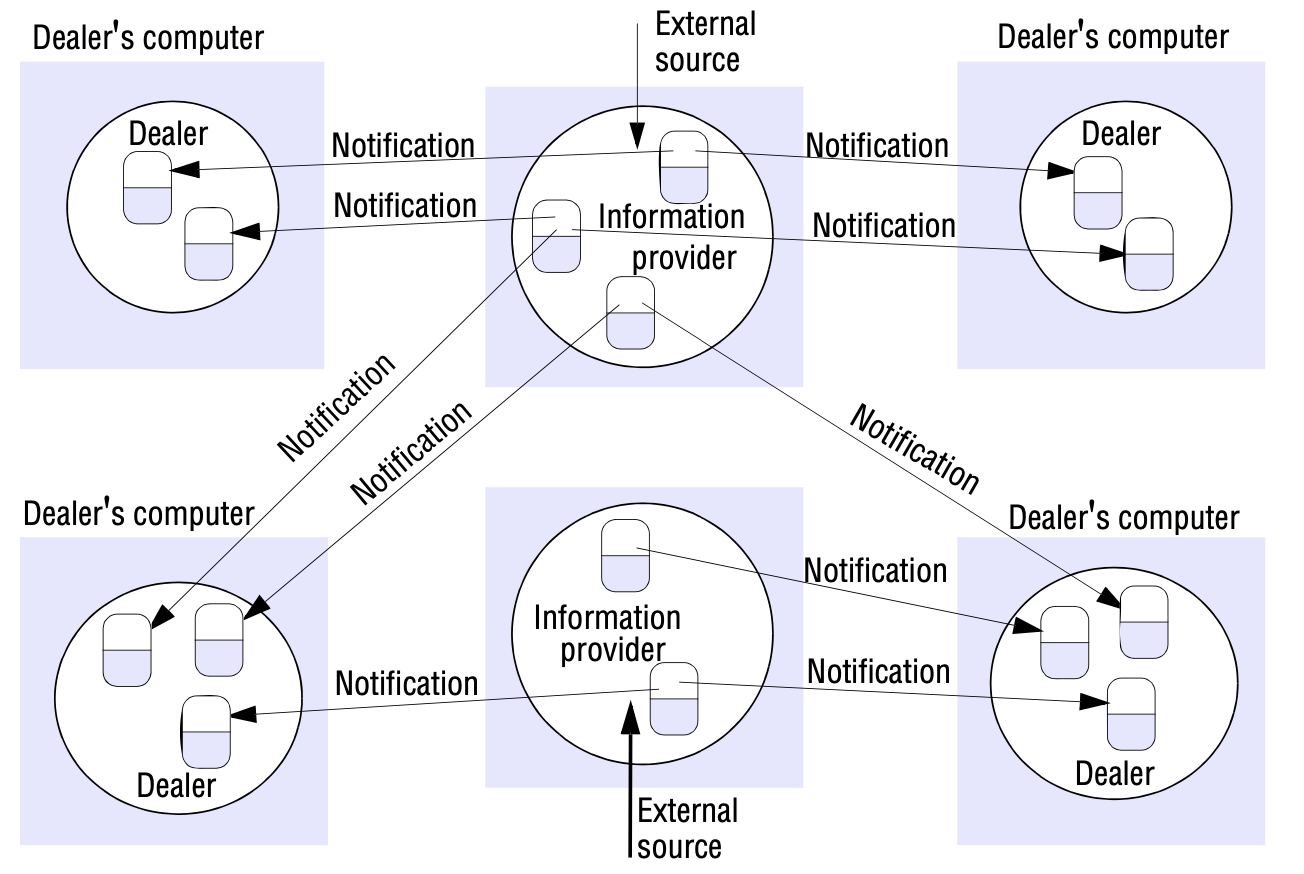 External
source
Dealer's computer
Dealer's computer
Dealer
Notification
Notification
Dealer
Notification
Information
provider
Notification
Notification
Notification
Notification
Dealer's computer
Dealer's computer
Notification
Information
provider
Notification
Notification
Dealer
Dealer
External
source